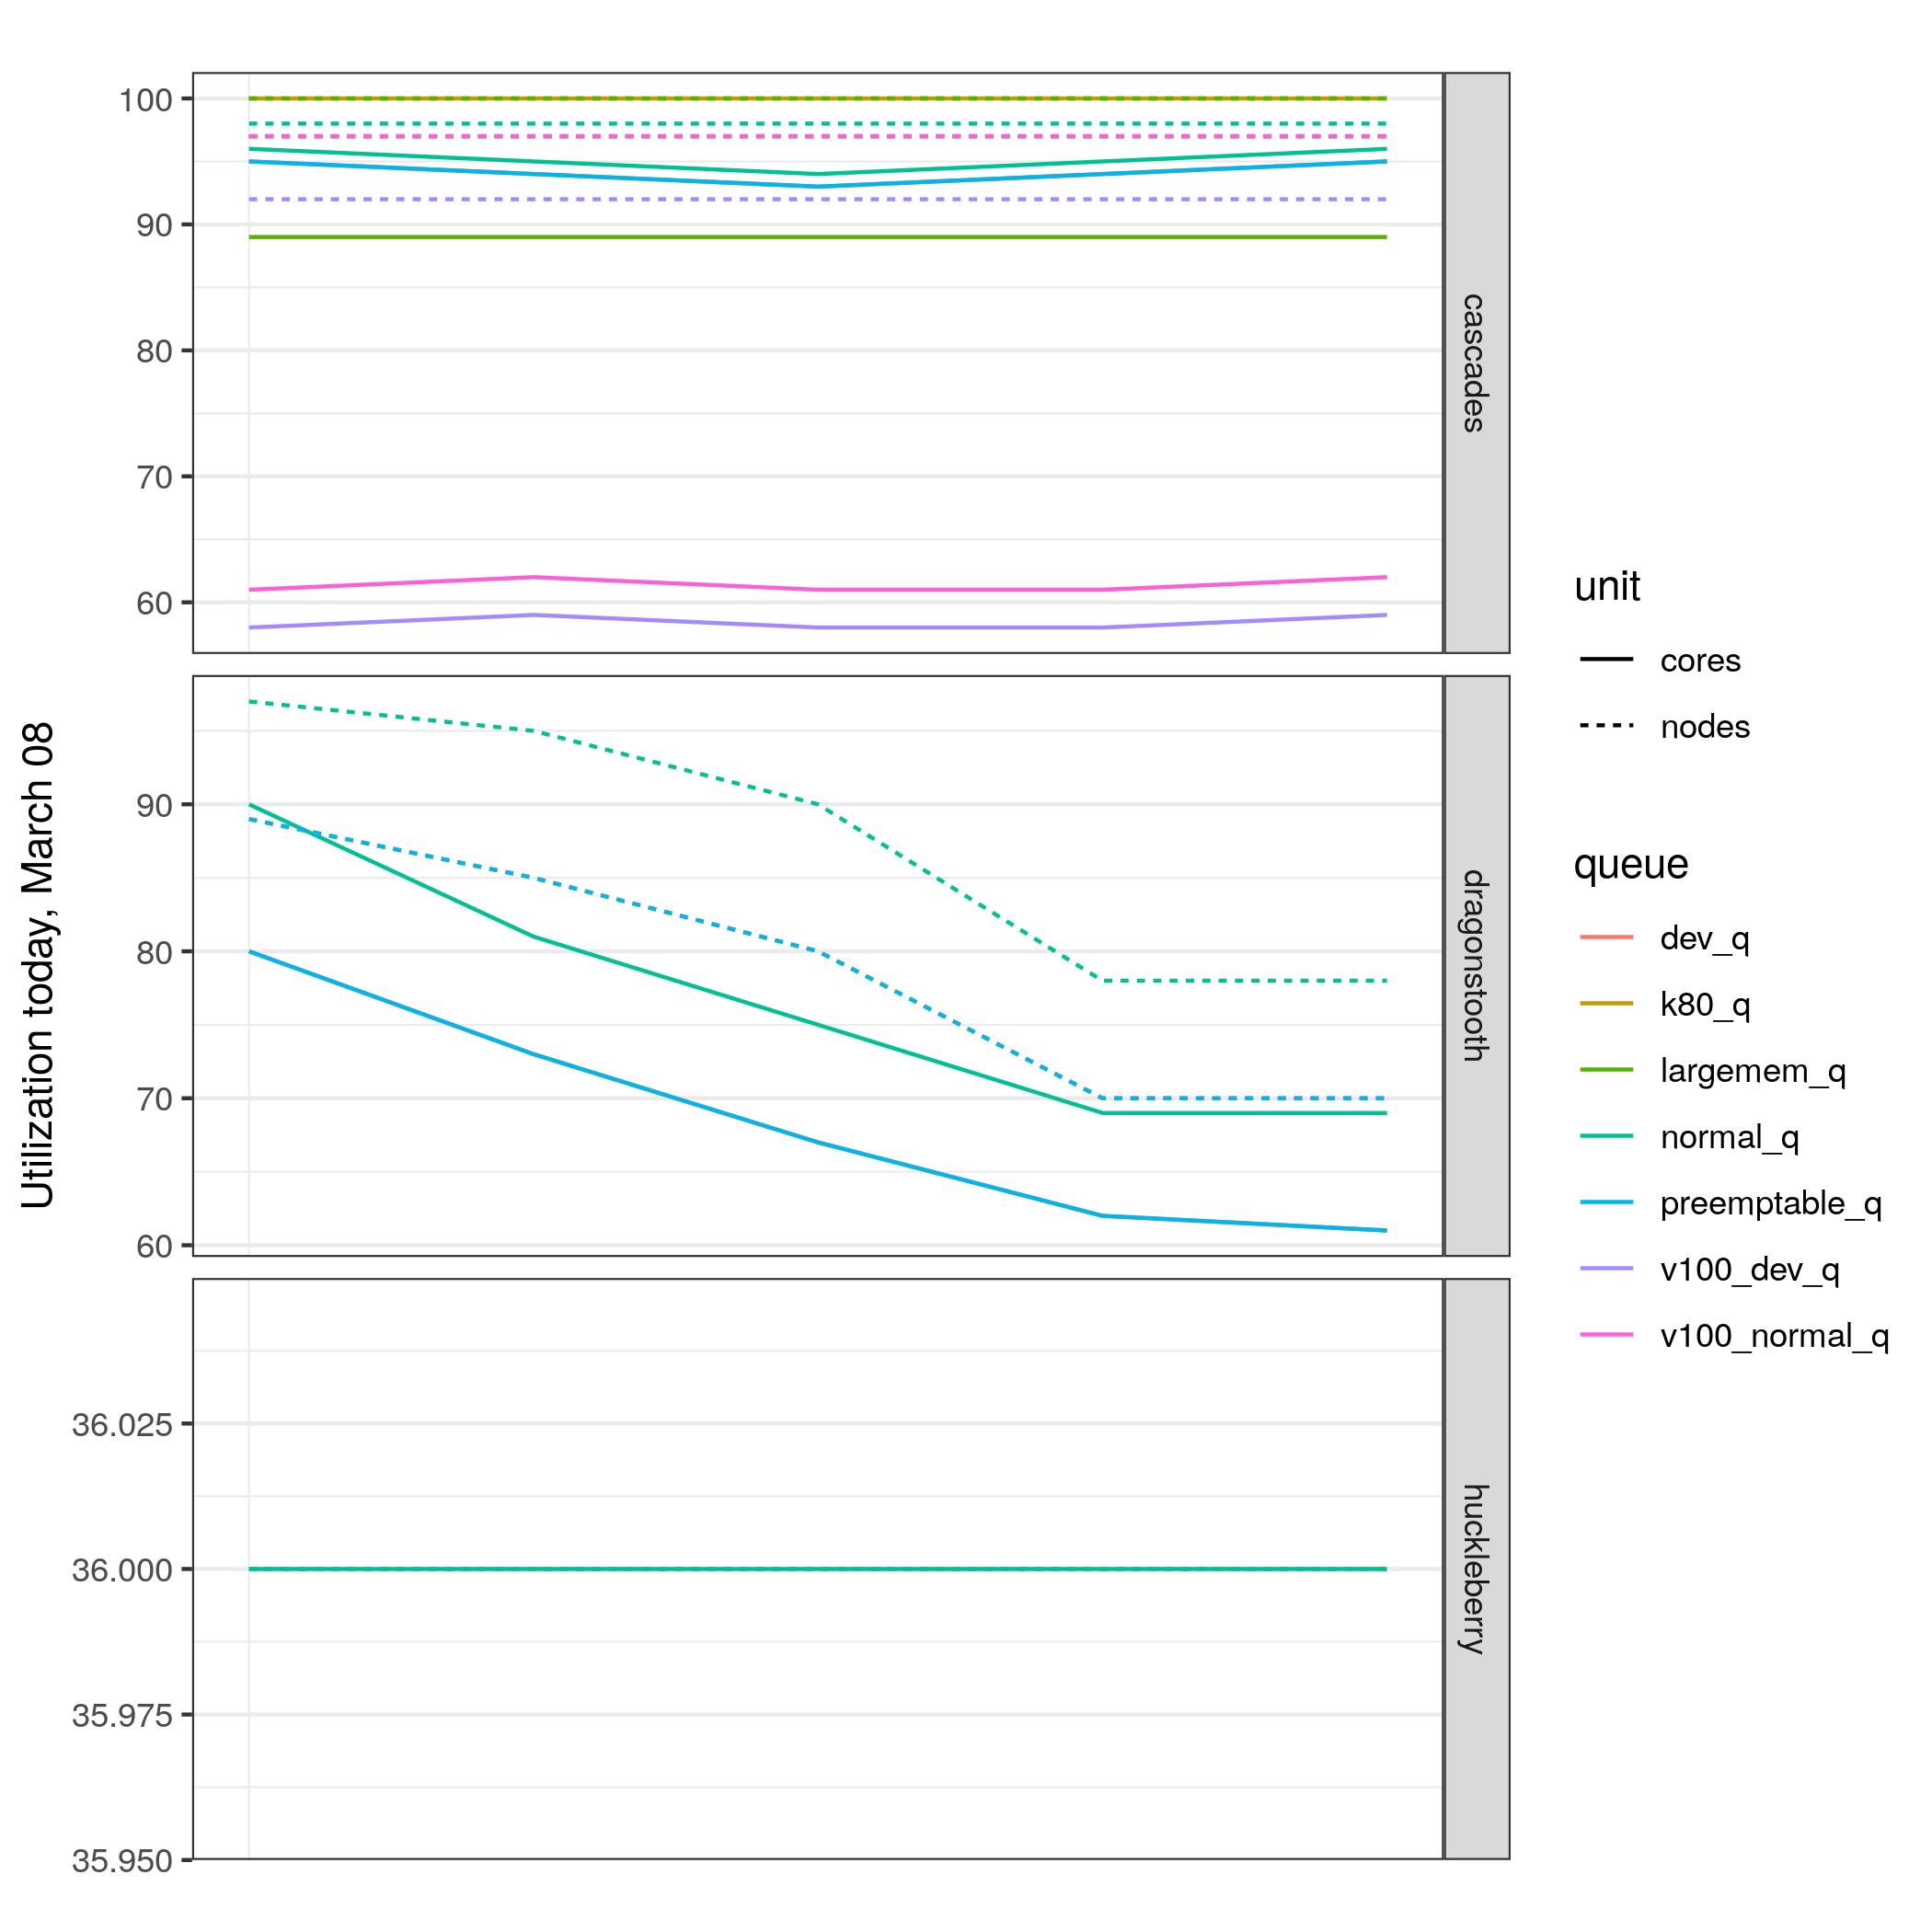 Utilization today, March 08
100
90
80
70
60
cascades
90
80
70
60
dragonstooth
36.025
36.000
35.975
35.950
huckleberry
unit
cores
nodes
queue
dev_q
k80_q
largemem_q
normal_q
preemptable_q
v100_dev_q
v100_normal_q